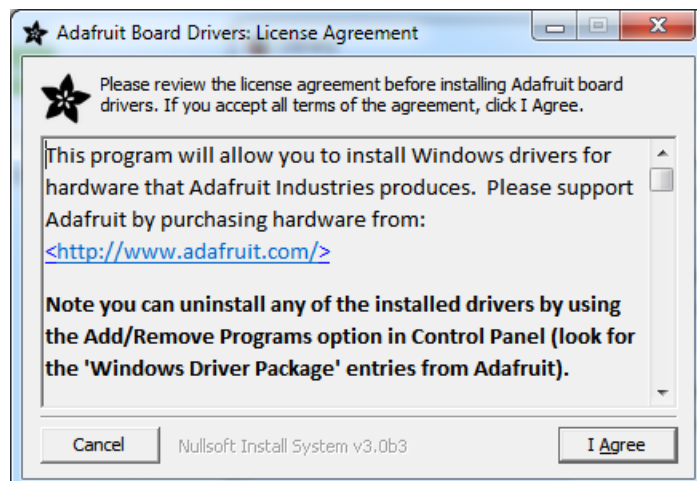 Adafruit Board Drivers: License Agreement
Please review the license agreement before installing Adafruit board
drivers. If you accept all terms of the agreement, click I Agree.
This program will allow you to install Windows drivers for
hardware that Adafruit Industries produces.  Please support
Adafruit by purchasing hardware from:
<http://www.adafruit.com/>
Note you can uninstall any of the installed drivers by using
the Add/Remove Programs option in Control Panel (look for
the 'Windows Driver Package' entries from Adafruit).
Cancel Nullsoft Install System v3.0b3 I Agree